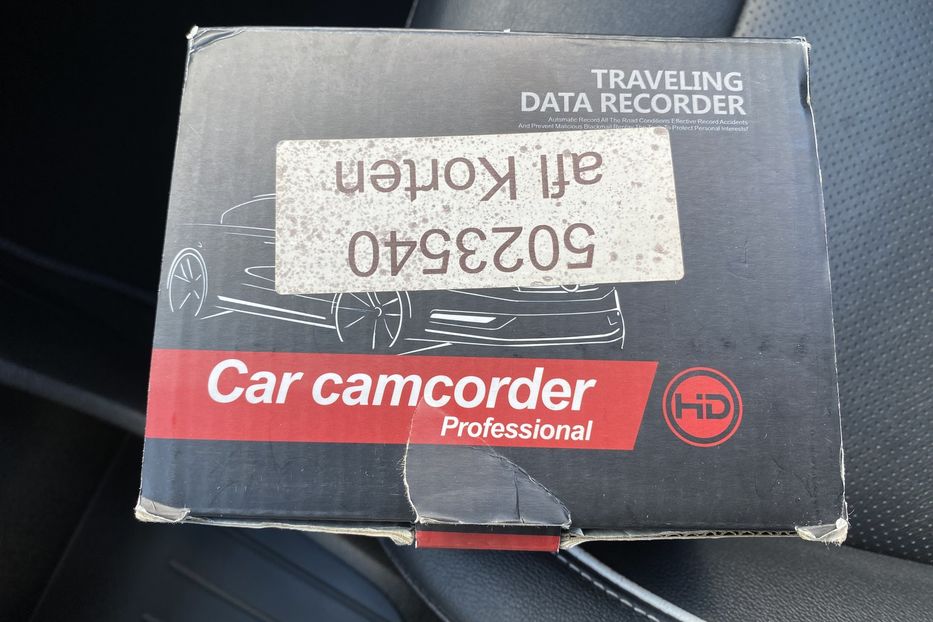 TRAVELING
DATA RECORDER
Automatic Record All The Road Conditions Effective Record Accidents
And Prevent Malicious Blackmail To Protect Personal Interests!
5023540
afl Korten
Car camcorder
Professional
HD